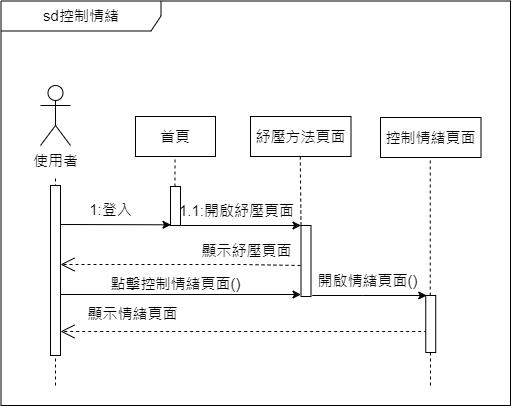 sd控制情緒
使用者
首頁
紓壓方法頁面
控制情緒頁面
1:登入
1.1:開啟紓壓頁面
顯示紓壓頁面
點擊控制情緒頁面()
開啟情緒頁面()
顯示情緒頁面